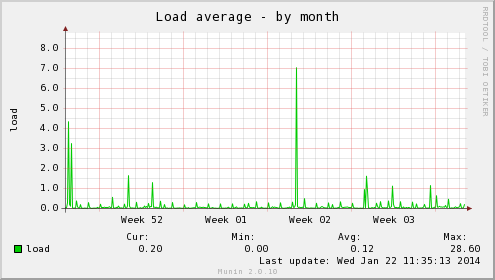 Load average - by month
RRDTOOL / TOBI OETIKER
load
8.0
7.0
6.0
5.0
4.0
3.0
2.0
1.0
0.0
Week 52 Week 01 Week 02 Week 03
Cur: Min: Avg: Max:
load 0.20 0.00 0.12 28.60
Last update: Wed Jan 22 11:35:13 2014
Munin 2.0.10